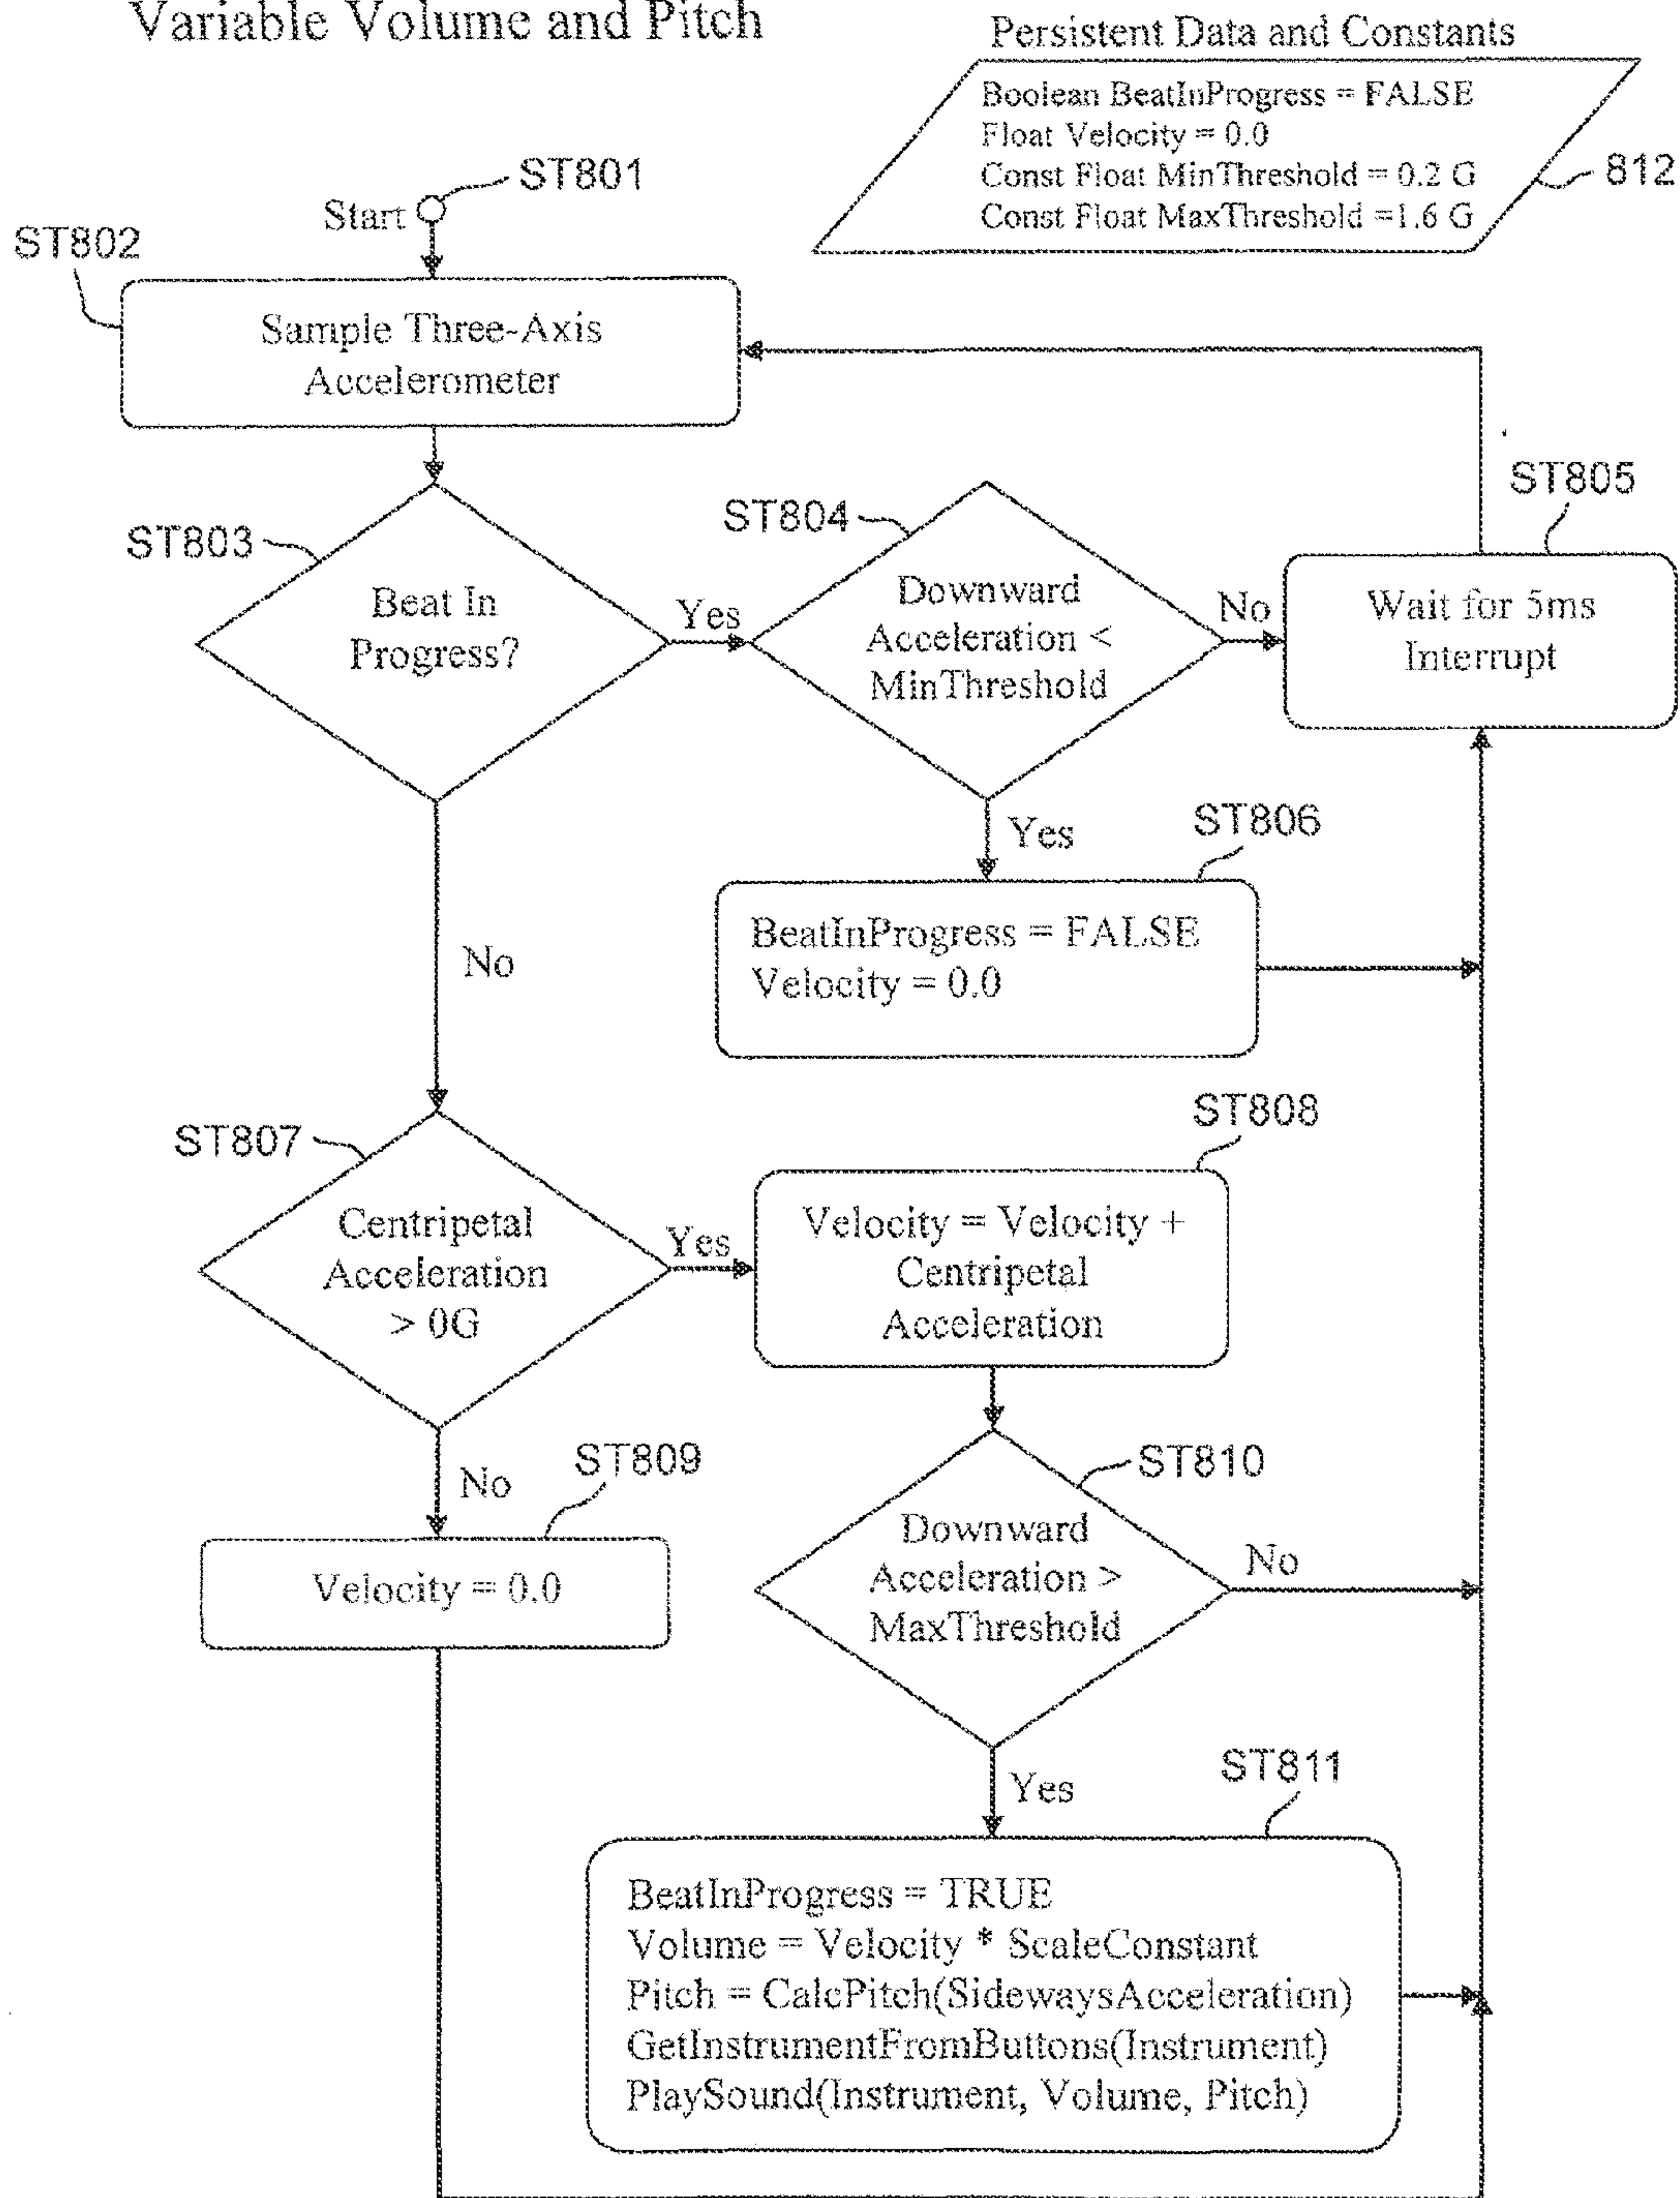 Variable Volume and Pitch
Persistent Data and Constants
Boolean BeatInProgress = FALSE
Float Velocity = 0.0
Const Float MinThreshold = 0.2 G
Const Float MaxThreshold =1.6 G
812
ST801
Start
ST802
Sample Three-Axis
Accelerometer
ST803
Beat In
Progress?
Yes
ST804
Downward
Acceleration <
MinThreshold
No
ST805
Wait for 5ms
Interrupt
Yes
ST806
BeatInProgress = FALSE
Velocity = 0.0
No
ST807
Centripetal
Acceleration
> 0G
Yes
ST808
Velocity = Velocity +
Centripetal
Acceleration
No
ST809
Velocity = 0.0
ST810
Downward
Acceleration >
MaxThreshold
No
Yes
ST811
BeatInProgress = TRUE
Volume = Velocity * ScaleConstant
Pitch = CalcPitch(SidewaysAcceleration)
GetInstrumentFromButtons(Instrument)
PlaySound(Instrument, Volume, Pitch)